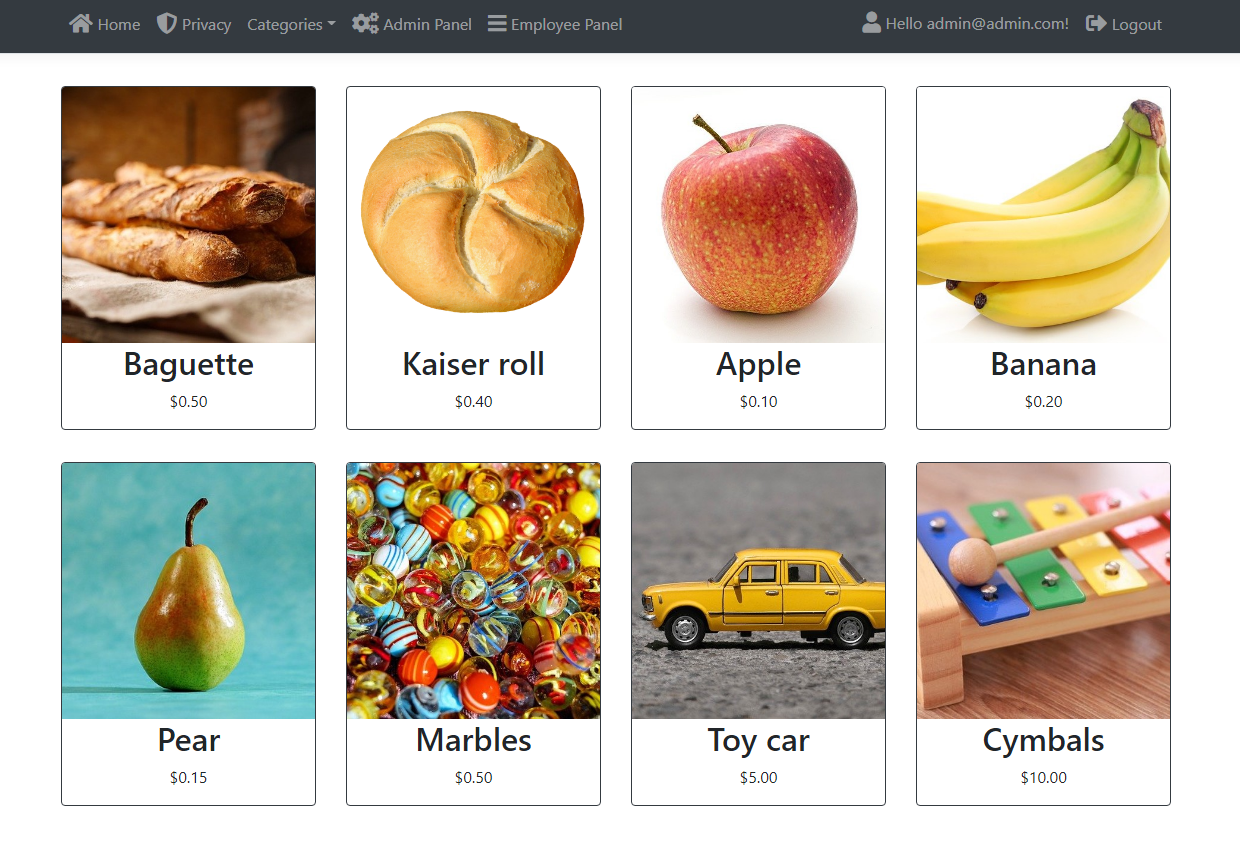 Home Privacy Categories Admin Panel Employee Panel Hello admin@admin.com! Logout
Baguette Kaiser roll Apple Banana
$0.50 $0.40 $0.10 $0.20
Pear Marbles Toy car Cymbals
$0.15 $0.50 $5.00 $10.00